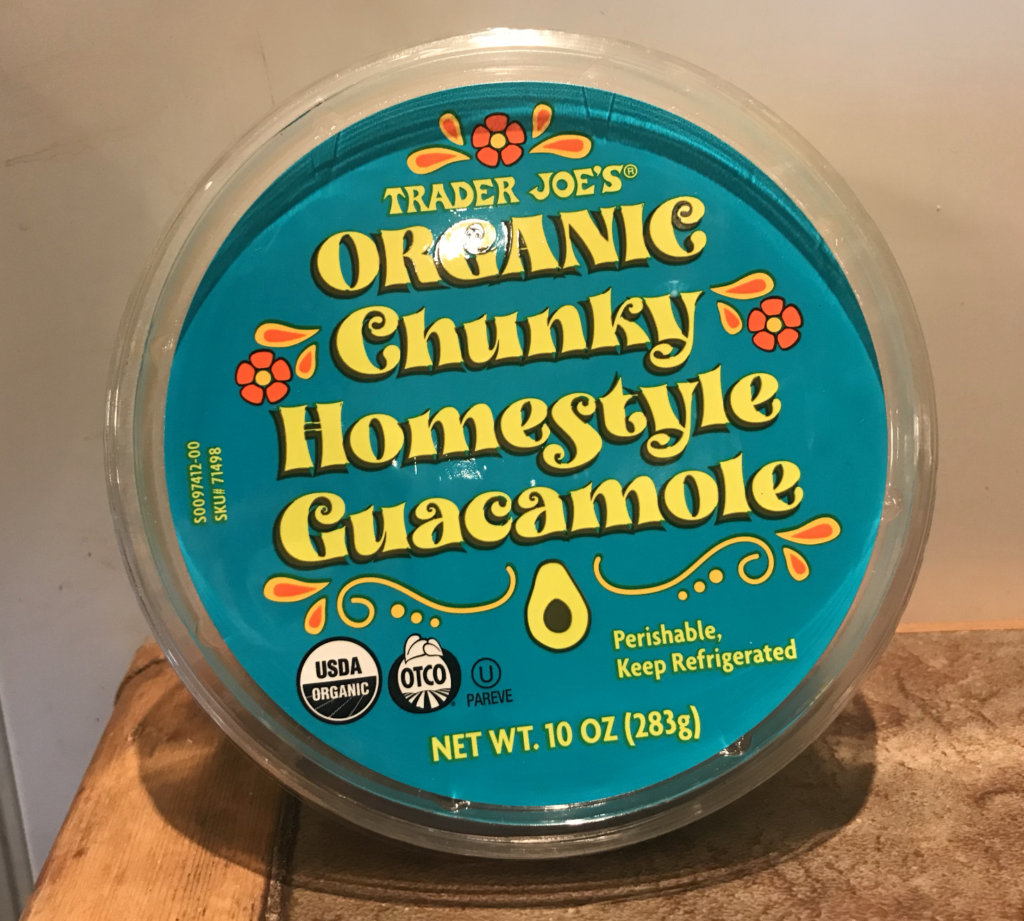 TRADER JOE'S®
ORGANIC
Chunky
Homestyle
Guacamole
S0097412-00
SKU# 71498
USDA
ORGANIC
OTCO
U
PAREVE
Perishable,
Keep Refrigerated
NET WT. 10 OZ (283g)